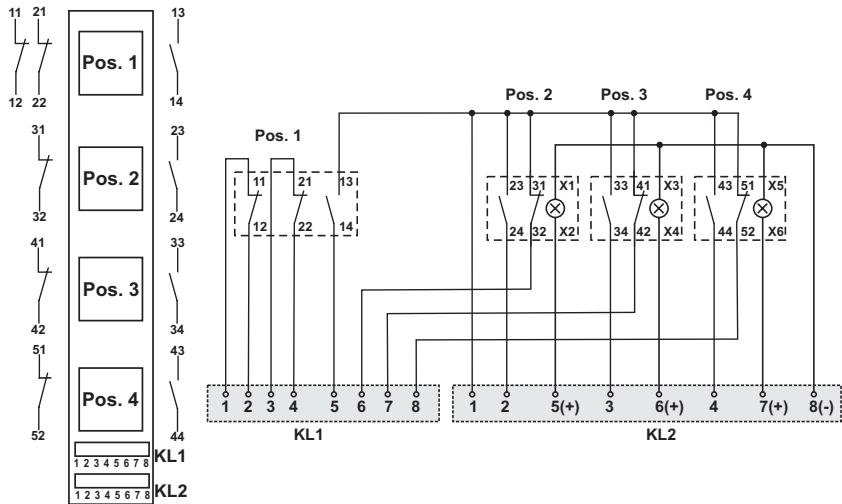 11 21
13
Pos. 1
12 22
14
31
23
Pos. 2
32
24
41
33
Pos. 3
42
34
51
43
Pos. 4
52
44
KL1
1 2 3 4 5 6 7 8
KL2
1 2 3 4 5 6 7 8
Pos. 1
Pos. 2 Pos. 3 Pos. 4
11 21 13
12 22 14
23 31 X1 33 41 X3 43 51 X5
24 32 X2 34 42 X4 44 52 X6
1 2 3 4 5 6 7 8
KL1
1 2 5(+) 3 6(+) 4 7(+) 8(-)
KL2